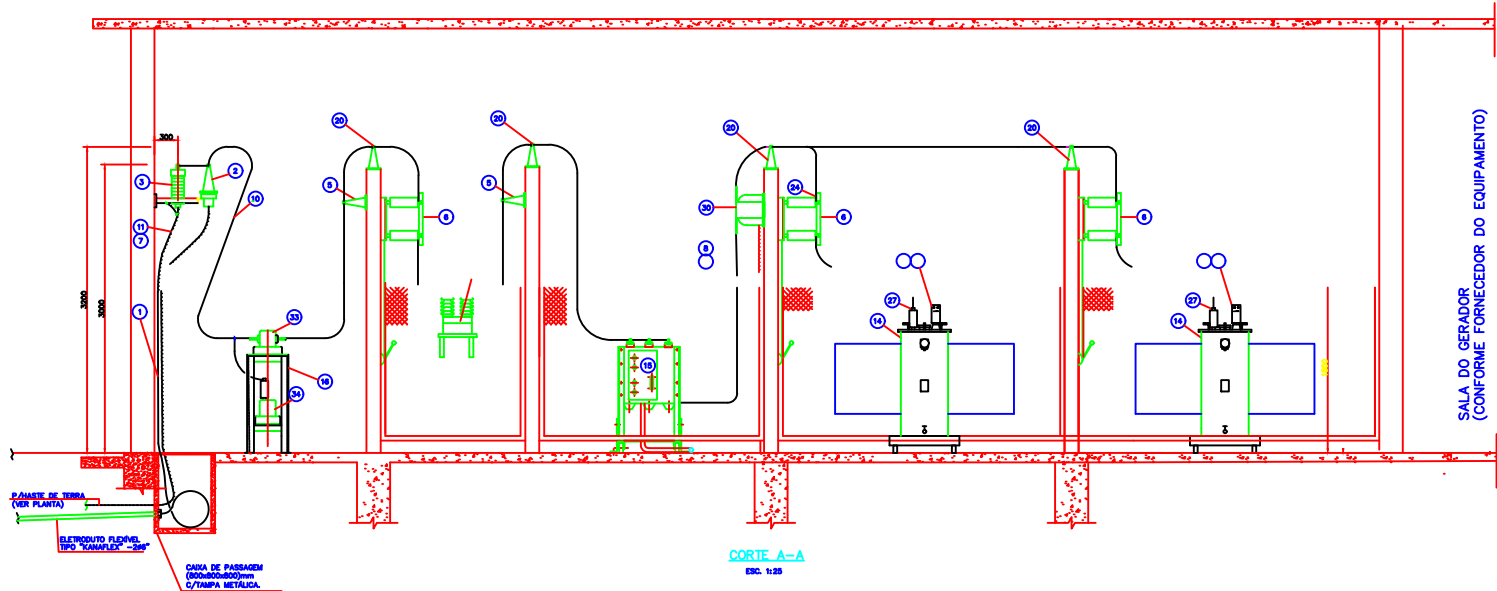 300
20
20
20
20
3
2
5
5
24
10
30
6
6
6
11
7
8
3200
3000
1
27
27
33
14
14
15
16
34
SALA DO GERADOR
(CONFORME FORNECEDOR DO EQUIPAMENTO)
P/HASTE DE TERRA
(VER PLANTA)
ELETRODUTO FLEXÍVEL
TIPO "KANAFLEX" -2ø6"
CAIXA DE PASSAGEM
(800x800x800)mm
C/TAMPA METÁLICA.
CORTE A-A
ESC. 1:25